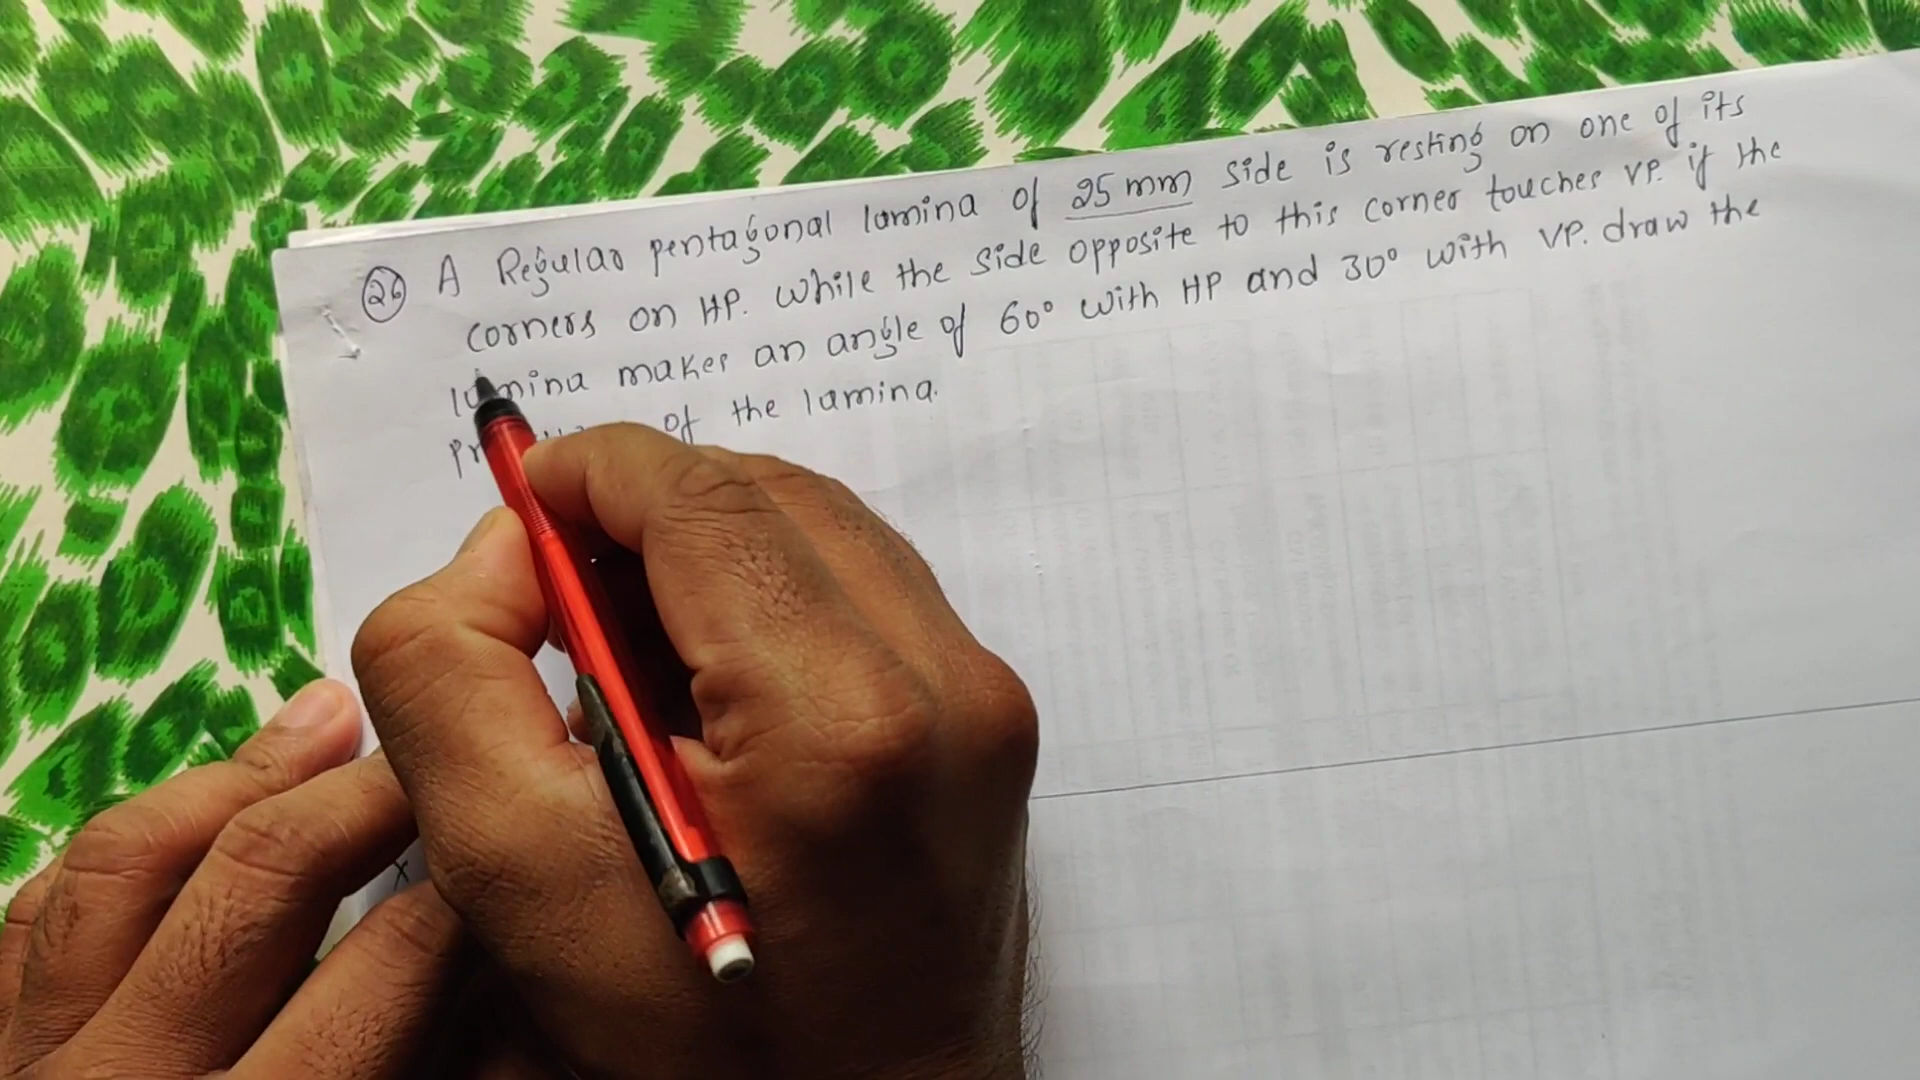 26 A Regular pentagonal lamina of 25 mm side is resting on one of its
corners on HP. while the side opposite to this corner touches VP. if the
lamina makes an angle of 60° with HP and 30° with VP. draw the
of the lamina.
X